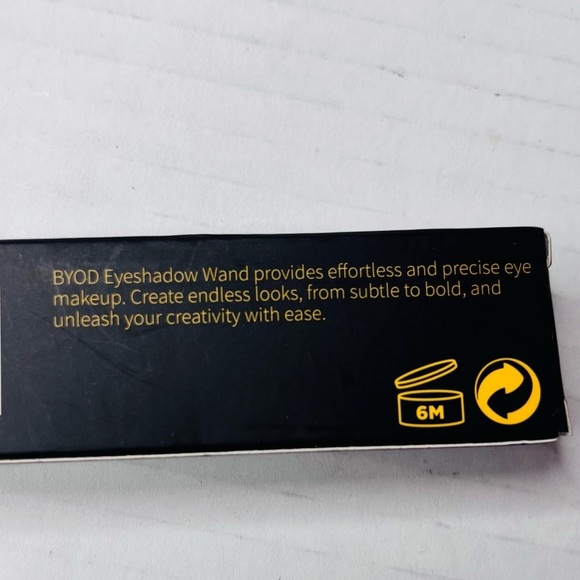 BYOD Eyeshadow Wand provides effortless and precise eye
makeup. Create endless looks, from subtle to bold, and
unleash your creativity with ease.
6M